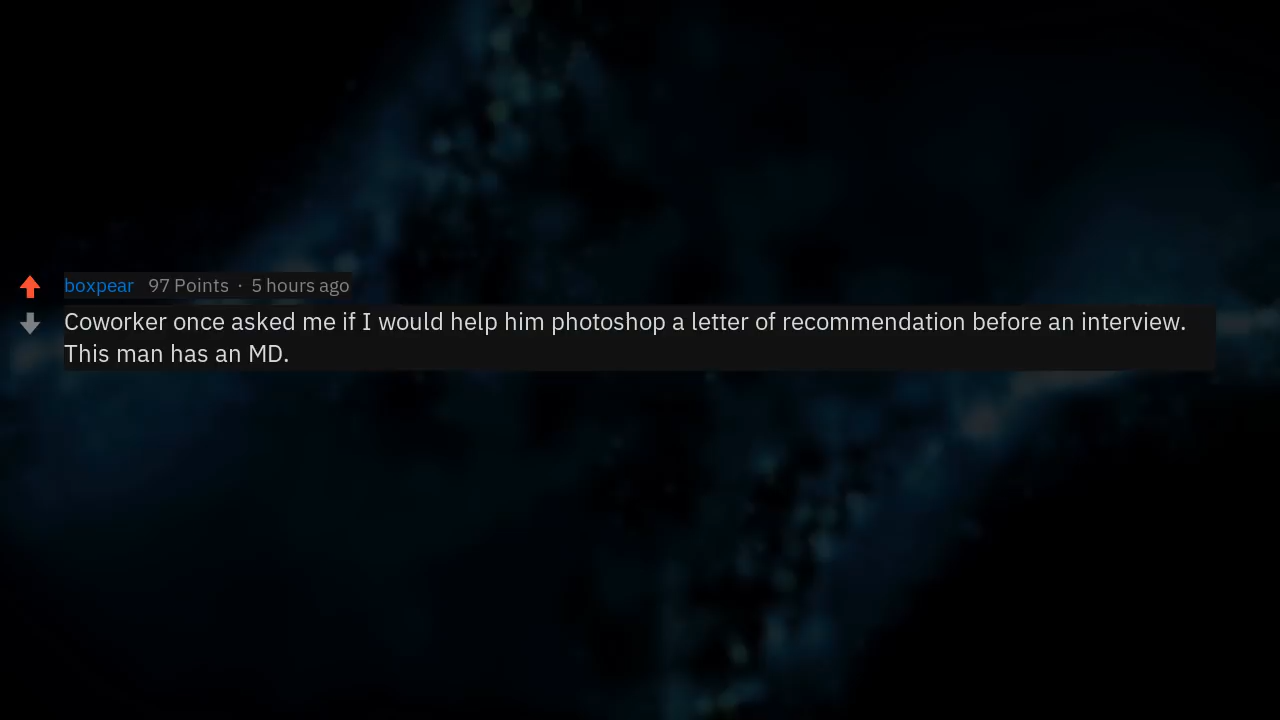 boxpear 97 Points · 5 hours ago
Coworker once asked me if I would help him photoshop a letter of recommendation before an interview.
This man has an MD.